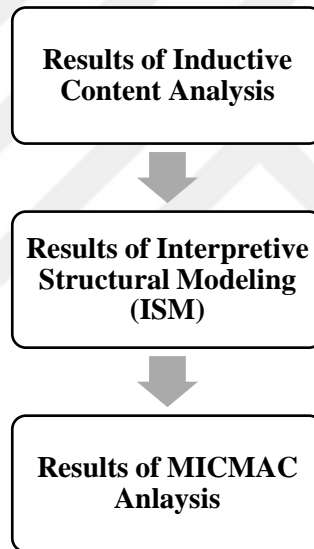 Results of Inductive
Content Analysis
Results of Interpretive
Structural Modeling
(ISM)
Results of MICMAC
Anlaysis